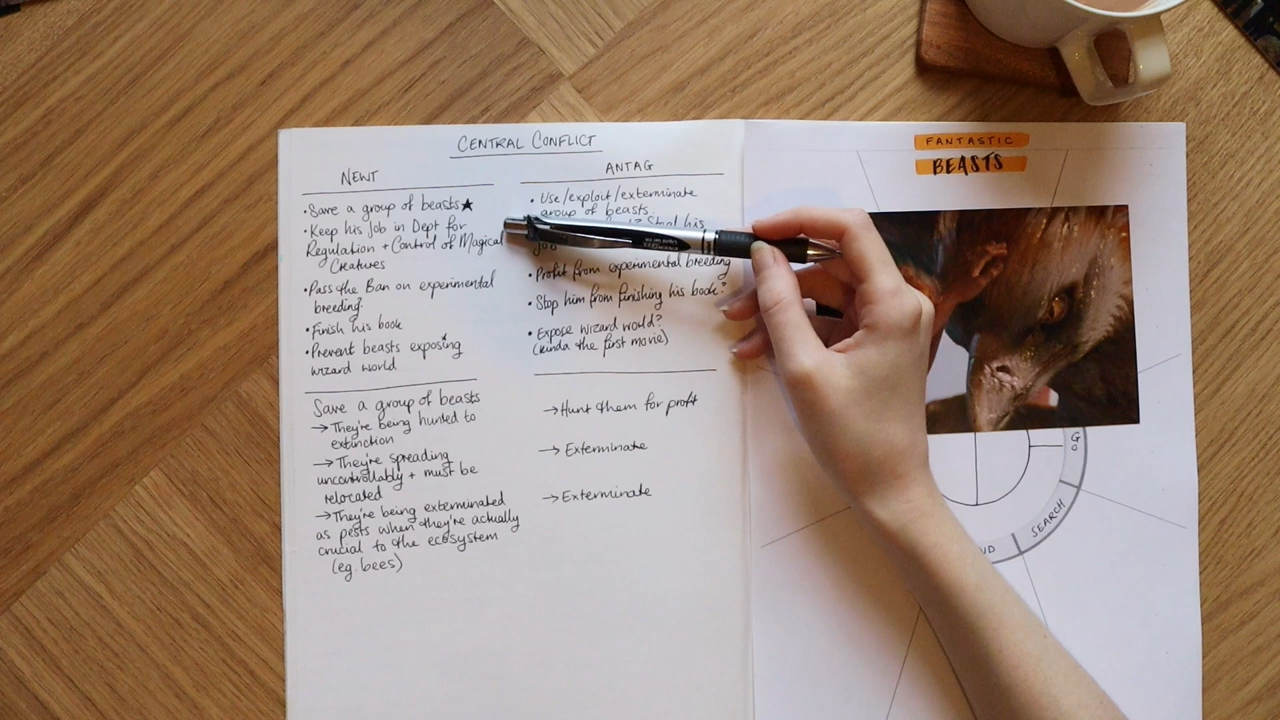 CENTRAL CONFLICT
NEWT
•Save a group of beasts★
•Keep his job in Dept for
Regulation + Control of Magical
Creatures
•Pass the Ban on experimental
breeding
•Finish his book
•Prevent beasts exposing
wizard world
Save a group of beasts
→They're being hunted to
extinction
→They're spreading
uncontrollably + must be
relocated
→They're being exterminated
as pests when they're actually
crucial to the ecosystem
(eg. bees)
ANTAG
•Use/exploit/exterminate
group of beasts
Steal his
job
•Profit from experimental breeding
•Stop him from finishing his book?
•Expose wizard world?
(kinda the first movie)
→Hunt them for profit
→Exterminate
→Exterminate
FANTASTIC
BEASTS
GO
SEARCH